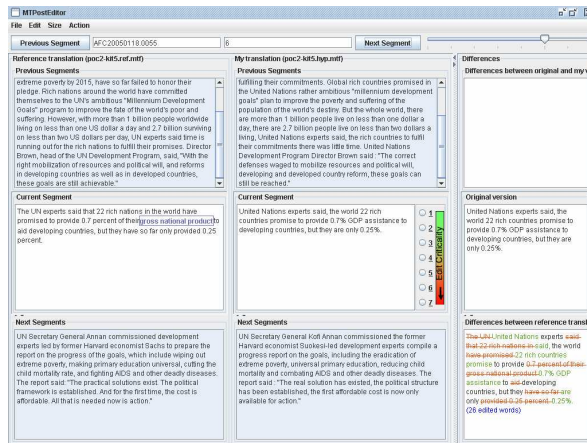 MTPostEditor
File Edit Size Action
Previous Segment AFC20050118.0055 6 Next Segment
Reference translation (poc2-kit5.ref.mtf)
Previous Segments
extreme poverty by 2015, have so far failed to honor their
pledge. Rich nations around the world have committed
themselves to the UN's ambitious "Millennium Development
Goals" program to improve the fate of the world's poor and
suffering. However, with more than 1 billion people worldwide
living on less than one US dollar a day and 2.7 billion surviving
on less than two US dollars per day, UN experts said time is
running out for the rich nations to fulfill their promises. Director
Brown, head of the UN Development Program, said, "With the
right mobilization of resources and political will, and reforms
in developing countries as well as in developed countries,
these goals are still achievable."
Current Segment
The UN experts said that 22 rich nations in the world have
promised to provide 0.7 percent of their gross national product to
aid developing countries, but they have so far only provided 0.25
percent.
Next Segments
UN Secretary General Annan commissioned development
experts led by former Harvard economist Sachs to prepare the
report on the progress of the goals, which include wiping out
extreme poverty, making primary education universal, cutting the
child mortality rate, and fighting AIDS and other deadly diseases.
The report said: "The practical solutions exist. The political
framework is established. And for the first time, the cost is
affordable. All that is needed now is action."
My translation (poc2-kit5.hyp.mtf)
Previous Segments
fulfilling their commitments. Global rich countries promised in
the United Nations rather ambitious "millennium development
goals" plan to improve the poverty and suffering of the
population of the world's destiny. But the whole world, there
are more than 1 billion people live on less than one dollar a
day, there are 2.7 billion people live on less than two dollars a
living, United Nations experts said, the rich countries to fulfil
their commitments there was little time. United Nations
Development Program Director Brown said : "The correct
defenses waged to mobilize resources and political will,
developing and developed country reform, these goals can
still be reached."
Current Segment
United Nations experts said, the world 22 rich
countries promise to provide 0.7% GDP assistance to
developing countries, but they are only 0.25%.
1
2
3
4
5
6
7
Edit Criticality
Next Segments
UN Secretary General Kofi Annan commissioned the former
Harvard economist Suokesi-led development experts compile a
progress report on the goals, including the eradication of
extreme poverty, universal primary education, reducing child
mortality and combating AIDS and other deadly diseases. The
report said : "The real solution has existed, the political structure
has been established, the first affordable cost is now only
available for action."
Differences
Differences between original and my
Original version
United Nations experts said, the
world 22 rich countries promise to
provide 0.7% GDP assistance to
developing countries, but they are
only 0.25%.
Differences between reference transl
The UN United Nations experts said
that 22 rich nations in said, the world
have promised 22 rich countries
promise to provide 0.7 percent of their
gross national product 0.7% GDP
assistance to aid developing
countries, but they have so far are
only provided 0.25 percent. 0.25%.
(26 edited words)